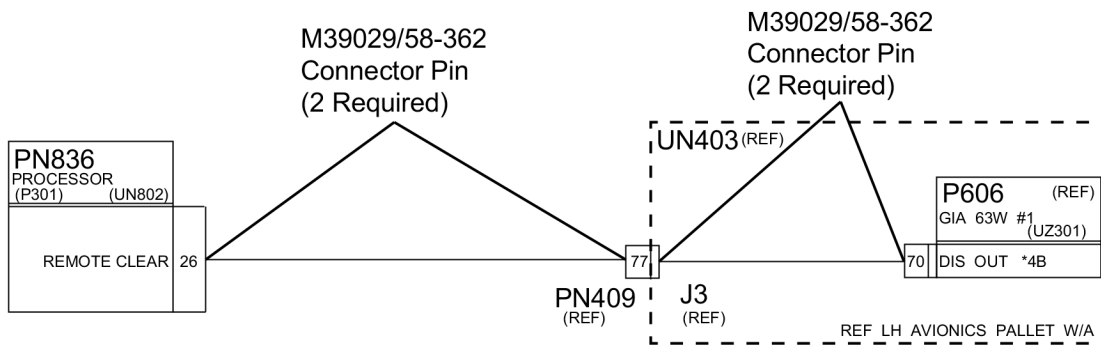 M39029/58-362
Connector Pin
(2 Required)
M39029/58-362
Connector Pin
(2 Required)
UN403 (REF)
PN836
PROCESSOR
(P301) (UN802)
REMOTE CLEAR 26
77
PN409
(REF)
J3
(REF)
P606 (REF)
GIA 63W #1
(UZ301)
70 DIS OUT *4B
REF LH AVIONICS PALLET W/A